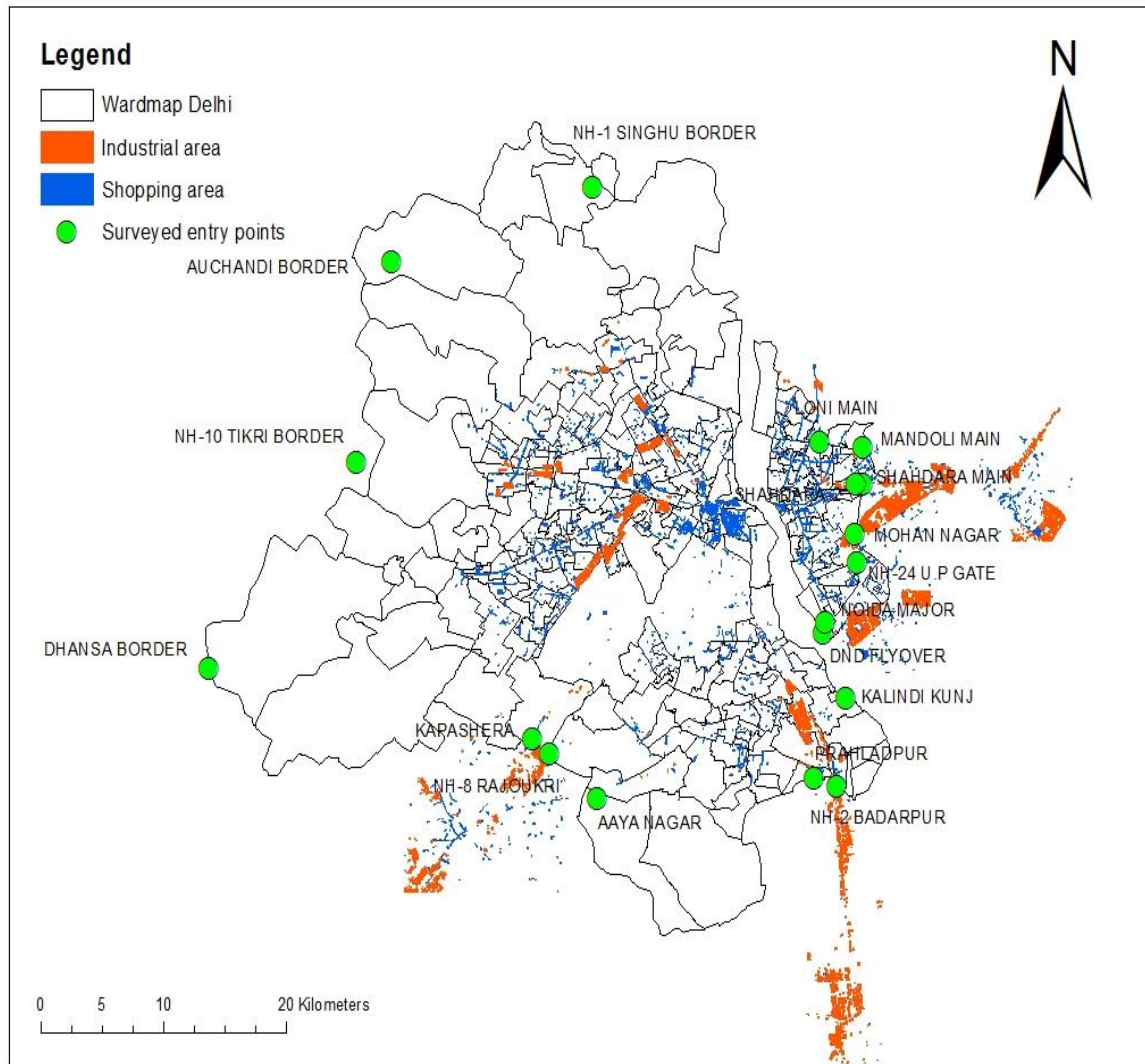 Legend
Wardmap Delhi
Industrial area
Shopping area
Surveyed entry points
N
NH-1 SINGHU BORDER
AUCHANDI BORDER
LONI MAIN
NH-10 TIKRI BORDER
MANDOLI MAIN
SHAHDARA MAIN
SHAHDARA
MOHAN NAGAR
NH-24 U.P GATE
NOIDA MAJOR
DHANSA BORDER
DND FLYOVER
KALINDI KUNJ
KAPASHERA
PRAHLADPUR
NH-8 RAJOUKRI
AAYA NAGAR
NH-2 BADARPUR
0 5 10 20 Kilometers